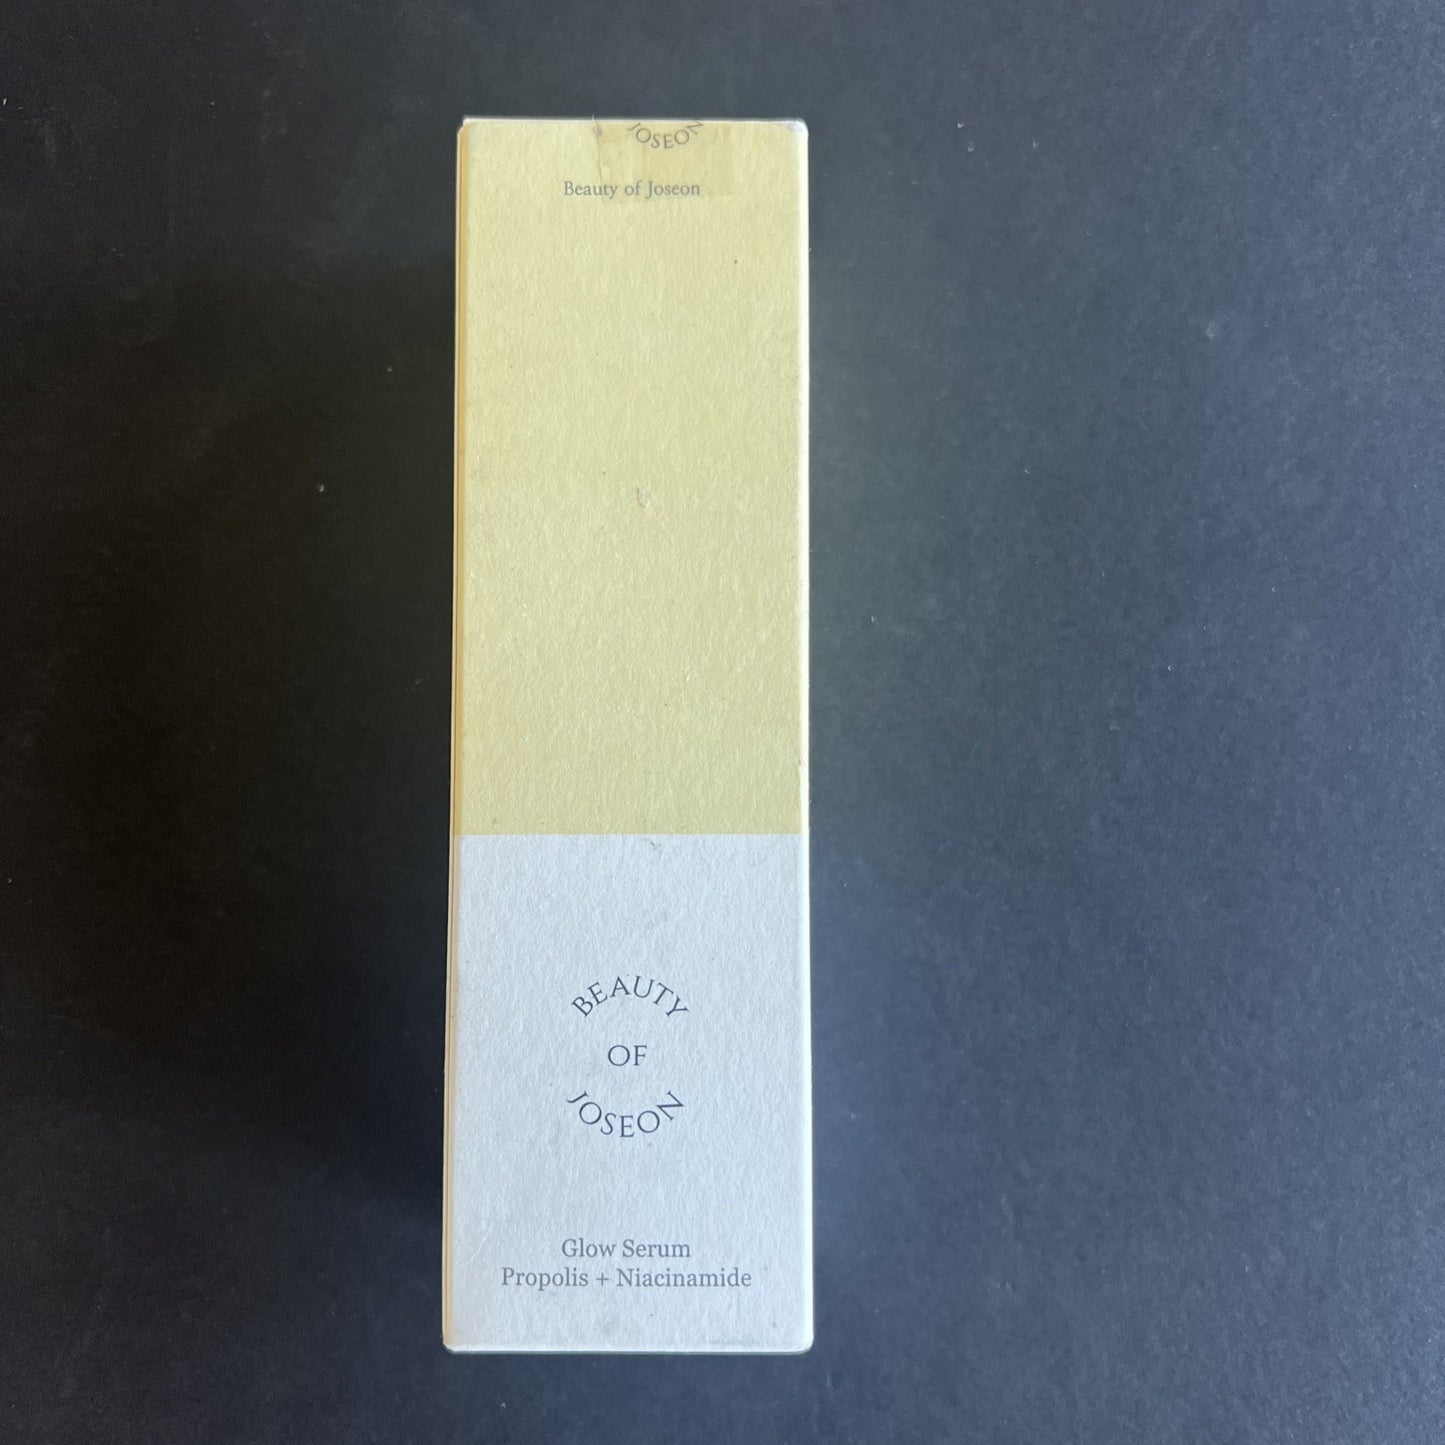 JOSEON
Beauty of Joseon
BEAUTY
OF
JOSEON
Glow Serum
Propolis + Niacinamide